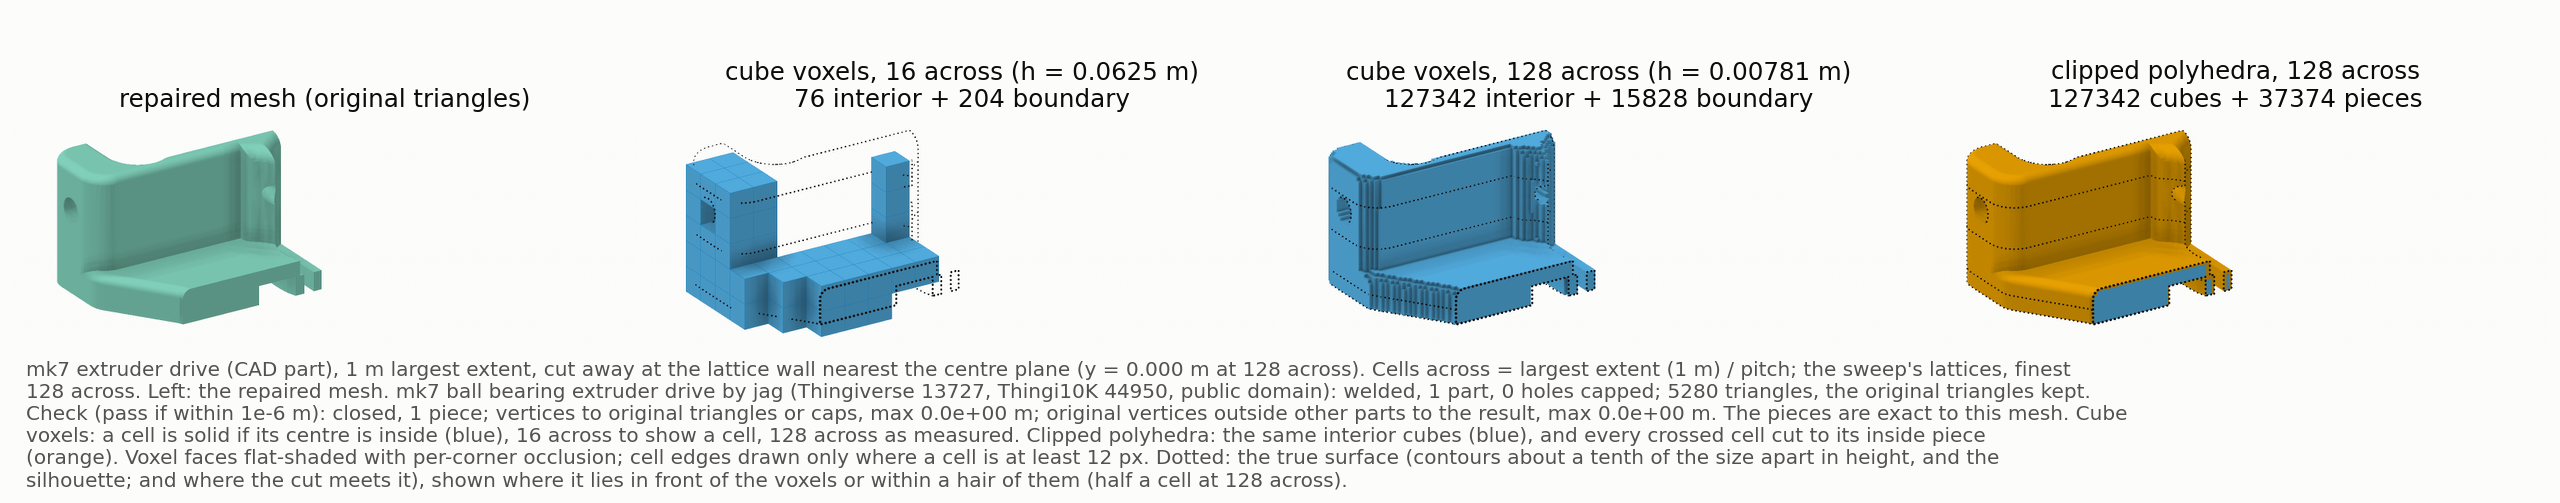 repaired mesh (original triangles)
cube voxels, 16 across (h = 0.0625 m)
76 interior + 204 boundary
cube voxels, 128 across (h = 0.00781 m)
127342 interior + 15828 boundary
clipped polyhedra, 128 across
127342 cubes + 37374 pieces
mk7 extruder drive (CAD part), 1 m largest extent, cut away at the lattice wall nearest the centre plane (y = 0.000 m at 128 across). Cells across = largest extent (1 m) / pitch; the sweep's lattices, finest
128 across. Left: the repaired mesh. mk7 ball bearing extruder drive by jag (Thingiverse 13727, Thingi10K 44950, public domain): welded, 1 part, 0 holes capped; 5280 triangles, the original triangles kept.
Check (pass if within 1e-6 m): closed, 1 piece; vertices to original triangles or caps, max 0.0e+00 m; original vertices outside other parts to the result, max 0.0e+00 m. The pieces are exact to this mesh. Cube
voxels: a cell is solid if its centre is inside (blue), 16 across to show a cell, 128 across as measured. Clipped polyhedra: the same interior cubes (blue), and every crossed cell cut to its inside piece
(orange). Voxel faces flat-shaded with per-corner occlusion; cell edges drawn only where a cell is at least 12 px. Dotted: the true surface (contours about a tenth of the size apart in height, and the
silhouette; and where the cut meets it), shown where it lies in front of the voxels or within a hair of them (half a cell at 128 across).